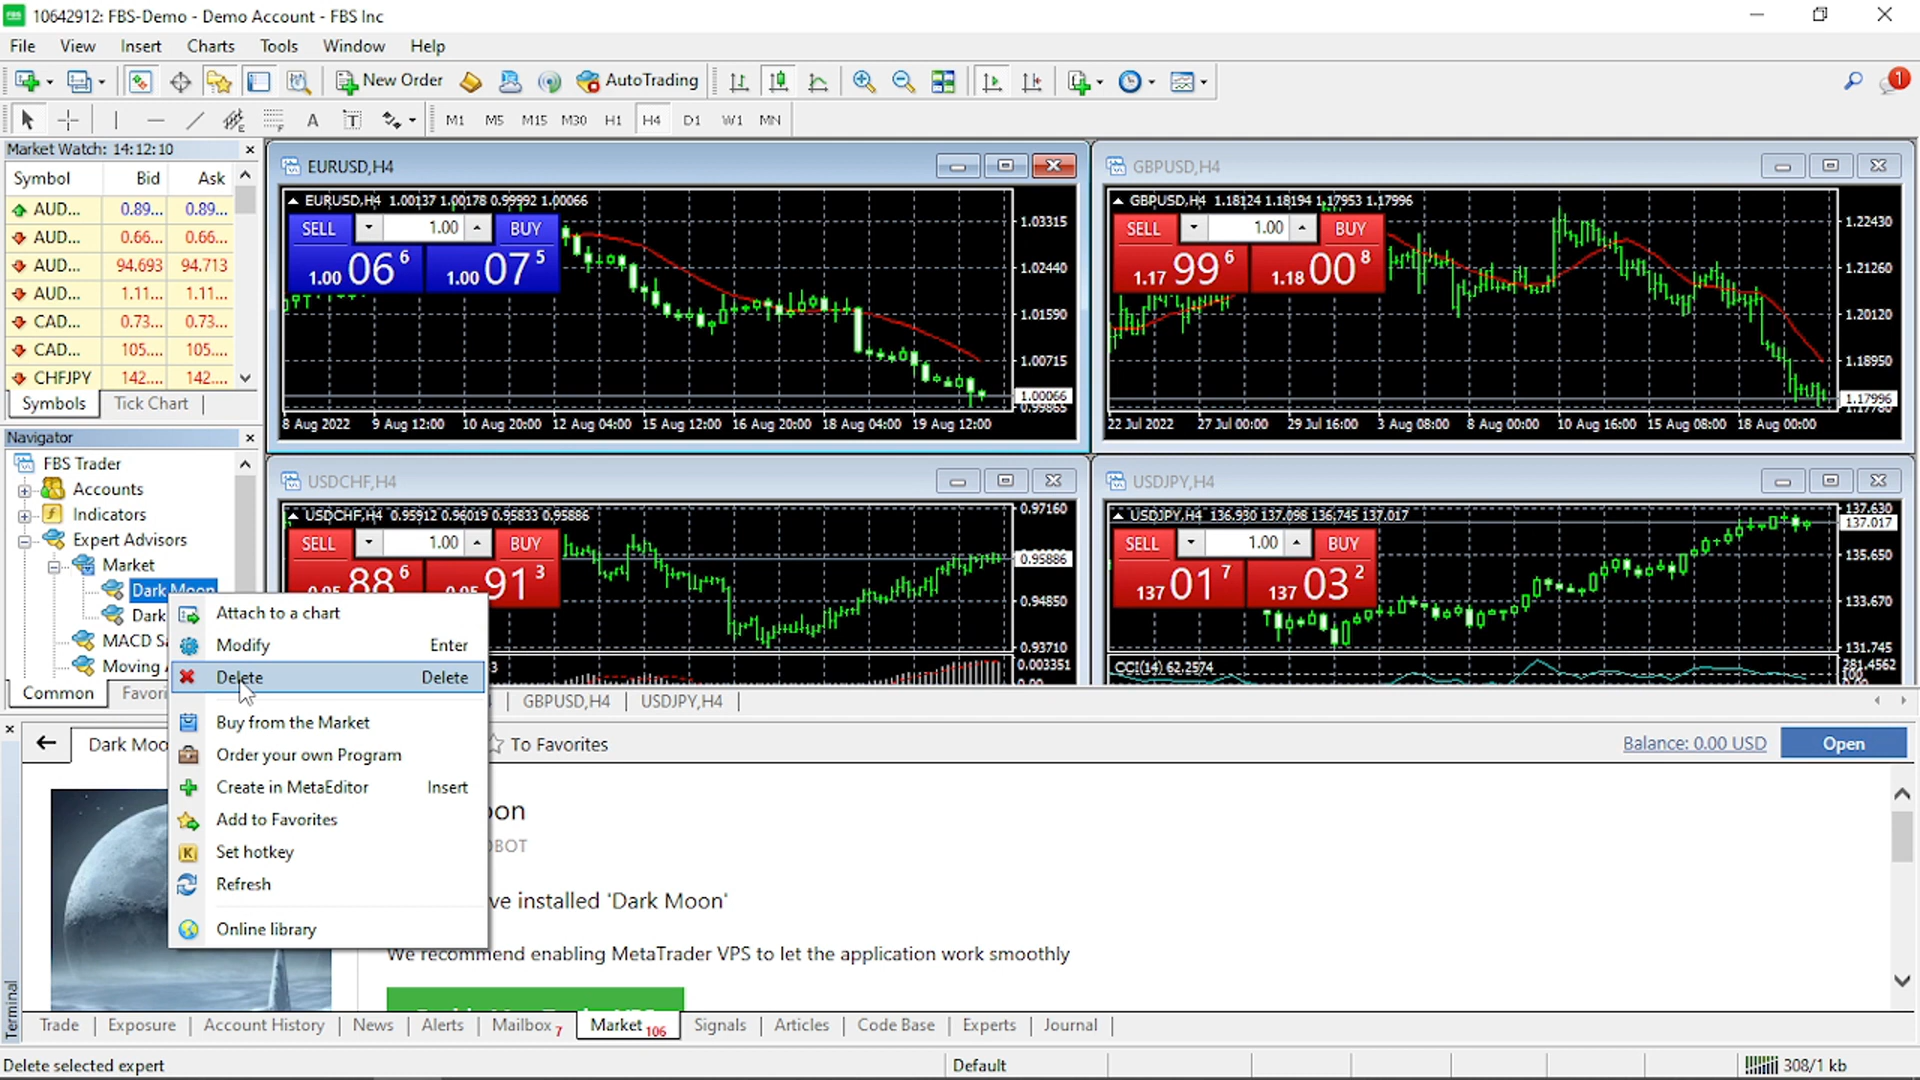 10642912: FBS-Demo - Demo Account - FBS Inc
File View Insert Charts Tools Window Help
New Order AutoTrading 1
A T M1 M5 M15 M30 H1 H4 D1 W1 MN
Market Watch: 14:12:10
Symbol Bid Ask
AUD... 0.89... 0.89...
AUD... 0.66... 0.66...
AUD... 94.693 94.713
AUD... 1.11... 1.11...
CAD... 0.73... 0.73...
CAD... 105.... 105....
CHFJPY 142.... 142....
Symbols Tick Chart
Navigator
FBS Trader
Accounts
Indicators
Expert Advisors
Market
Dark Moon
Dark
MACD Sa
Moving
Common Favori
EURUSD,H4
EURUSD,H4 1.00137 1.00178 0.99992 1.00066
SELL 1.00 BUY
1.00 06 6 1.00 07 5
1.03315
1.02440
1.01590
1.00715
1.00066
8 Aug 2022 9 Aug 12:00 10 Aug 20:00 12 Aug 04:00 15 Aug 12:00 16 Aug 20:00 18 Aug 04:00 19 Aug 12:00
GBPUSD,H4
GBPUSD,H4 1.18124 1.18194 1.17953 1.17996
SELL 1.00 BUY
1.17 99 6 1.18 00 8
1.22430
1.21260
1.20120
1.18950
1.17996
22 Jul 2022 27 Jul 00:00 29 Jul 16:00 3 Aug 08:00 8 Aug 00:00 10 Aug 16:00 15 Aug 08:00 18 Aug 00:00
USDCHF,H4
USDCHF,H4 0.95912 0.96019 0.95833 0.95886
SELL 1.00 BUY
88 6 91 3
0.97160
0.95886
0.94850
0.93710
3 0.003351
USDJPY,H4
USDJPY,H4 136.930 137.098 136.745 137.017
SELL 1.00 BUY
137 01 7 137 03 2
137.630
137.017
135.650
133.670
131.745
CCI(14) 62.2574 281.4562
100
GBPUSD,H4 USDJPY,H4
Attach to a chart
Modify Enter
Delete Delete
Buy from the Market
Order your own Program
Create in MetaEditor Insert
Add to Favorites
Set hotkey
Refresh
Online library
Dark Moo To Favorites Balance: 0.00 USD Open
oon
OBOT
ve installed 'Dark Moon'
We recommend enabling MetaTrader VPS to let the application work smoothly
Terminal
Trade Exposure Account History News Alerts Mailbox 7 Market 106 Signals Articles Code Base Experts Journal
Delete selected expert Default 308/1 kb